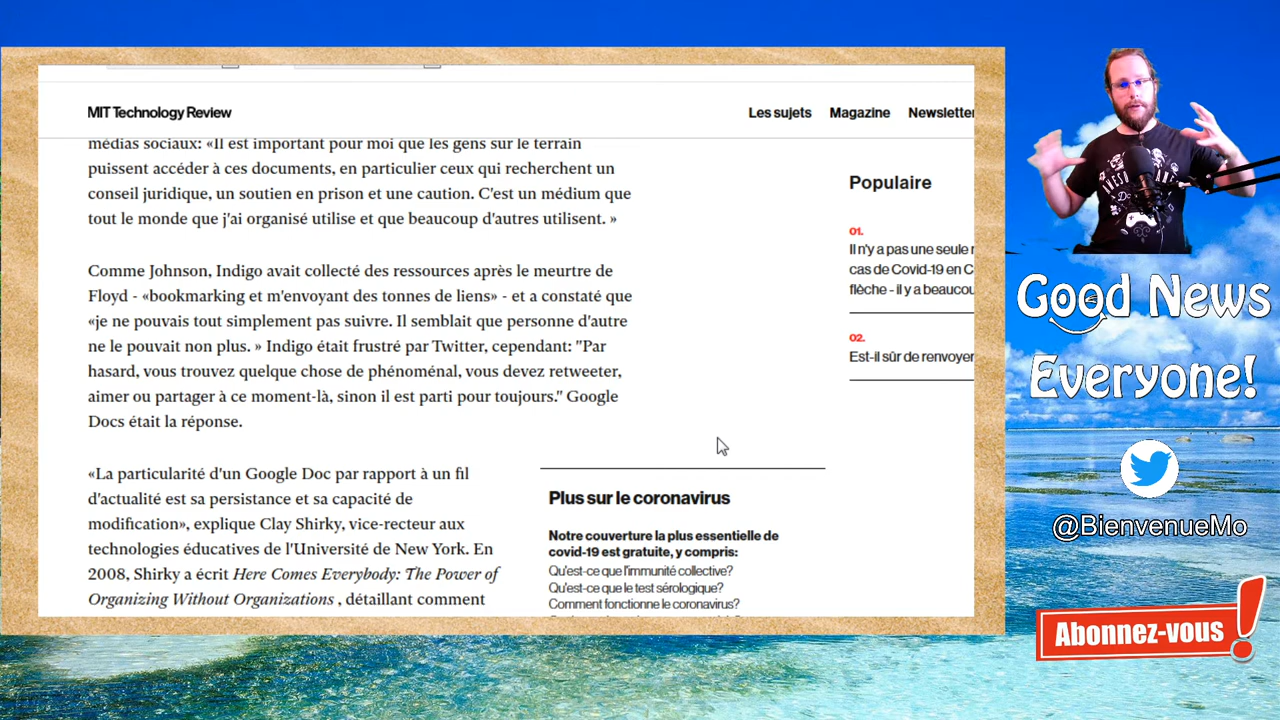 MIT Technology Review
Les sujets Magazine Newsletter
médias sociaux: «Il est important pour moi que les gens sur le terrain
puissent accéder à ces documents, en particulier ceux qui recherchent un
conseil juridique, un soutien en prison et une caution. C'est un médium que
tout le monde que j'ai organisé utilise et que beaucoup d'autres utilisent. »
Comme Johnson, Indigo avait collecté des ressources après le meurtre de
Floyd - «bookmarking et m'envoyant des tonnes de liens» - et a constaté que
«je ne pouvais tout simplement pas suivre. Il semblait que personne d'autre
ne le pouvait non plus. » Indigo était frustré par Twitter, cependant: "Par
hasard, vous trouvez quelque chose de phénoménal, vous devez retweeter,
aimer ou partager à ce moment-là, sinon il est parti pour toujours." Google
Docs était la réponse.
«La particularité d'un Google Doc par rapport à un fil
d'actualité est sa persistance et sa capacité de
modification», explique Clay Shirky, vice-recteur aux
technologies éducatives de l'Université de New York. En
2008, Shirky a écrit Here Comes Everybody: The Power of
Organizing Without Organizations , détaillant comment
Plus sur le coronavirus
Notre couverture la plus essentielle de
covid-19 est gratuite, y compris:
Qu'est-ce que l'immunité collective?
Qu'est-ce que le test sérologique?
Comment fonctionne le coronavirus?
Populaire
01.
Il n'y a pas une seule
cas de Covid-19 en C
flèche - il y a beaucou
02.
Est-il sûr de renvoyer
Good News
Everyone!
@BienvenueMo
Abonnez-vous!